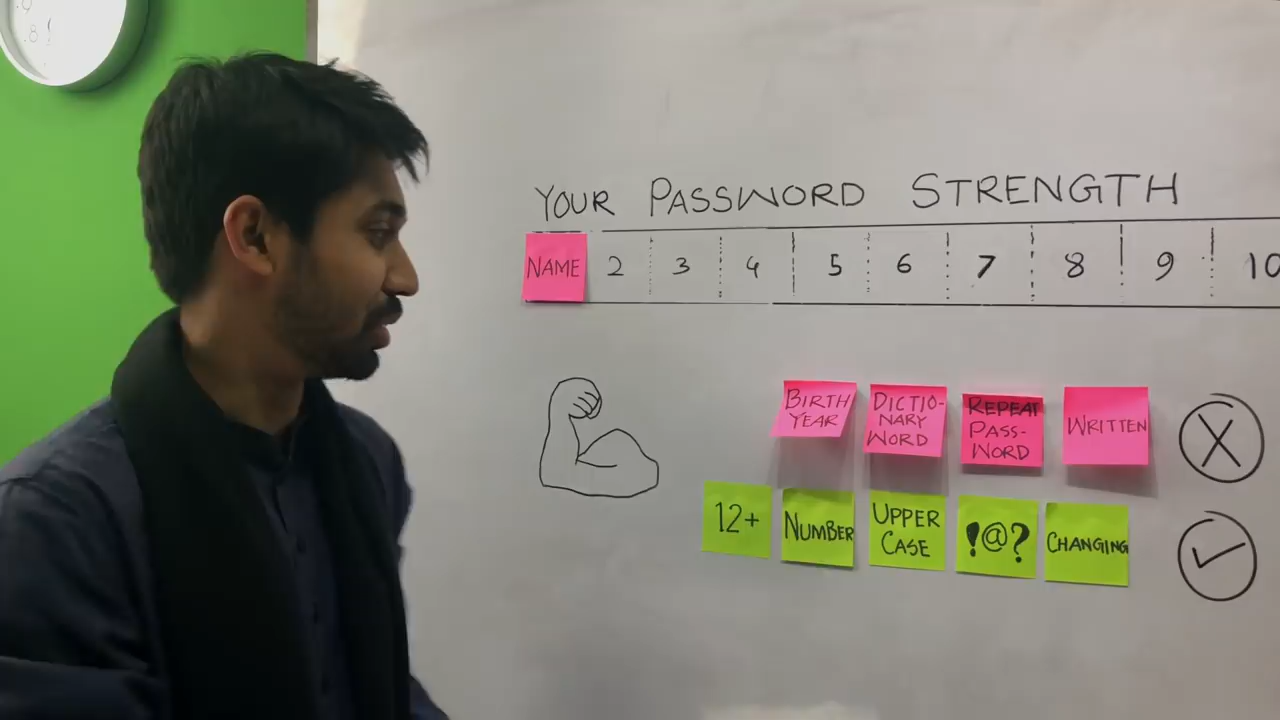 YOUR PASSWORD STRENGTH
NAME 2 3 4 5 6 7 8 9 10
BIRTH
YEAR
DICTIO-
NARY
WORD
REPEAT
PASS-
WORD
WRITTEN
12+
NUMBER
UPPER
CASE
!@?
CHANGING